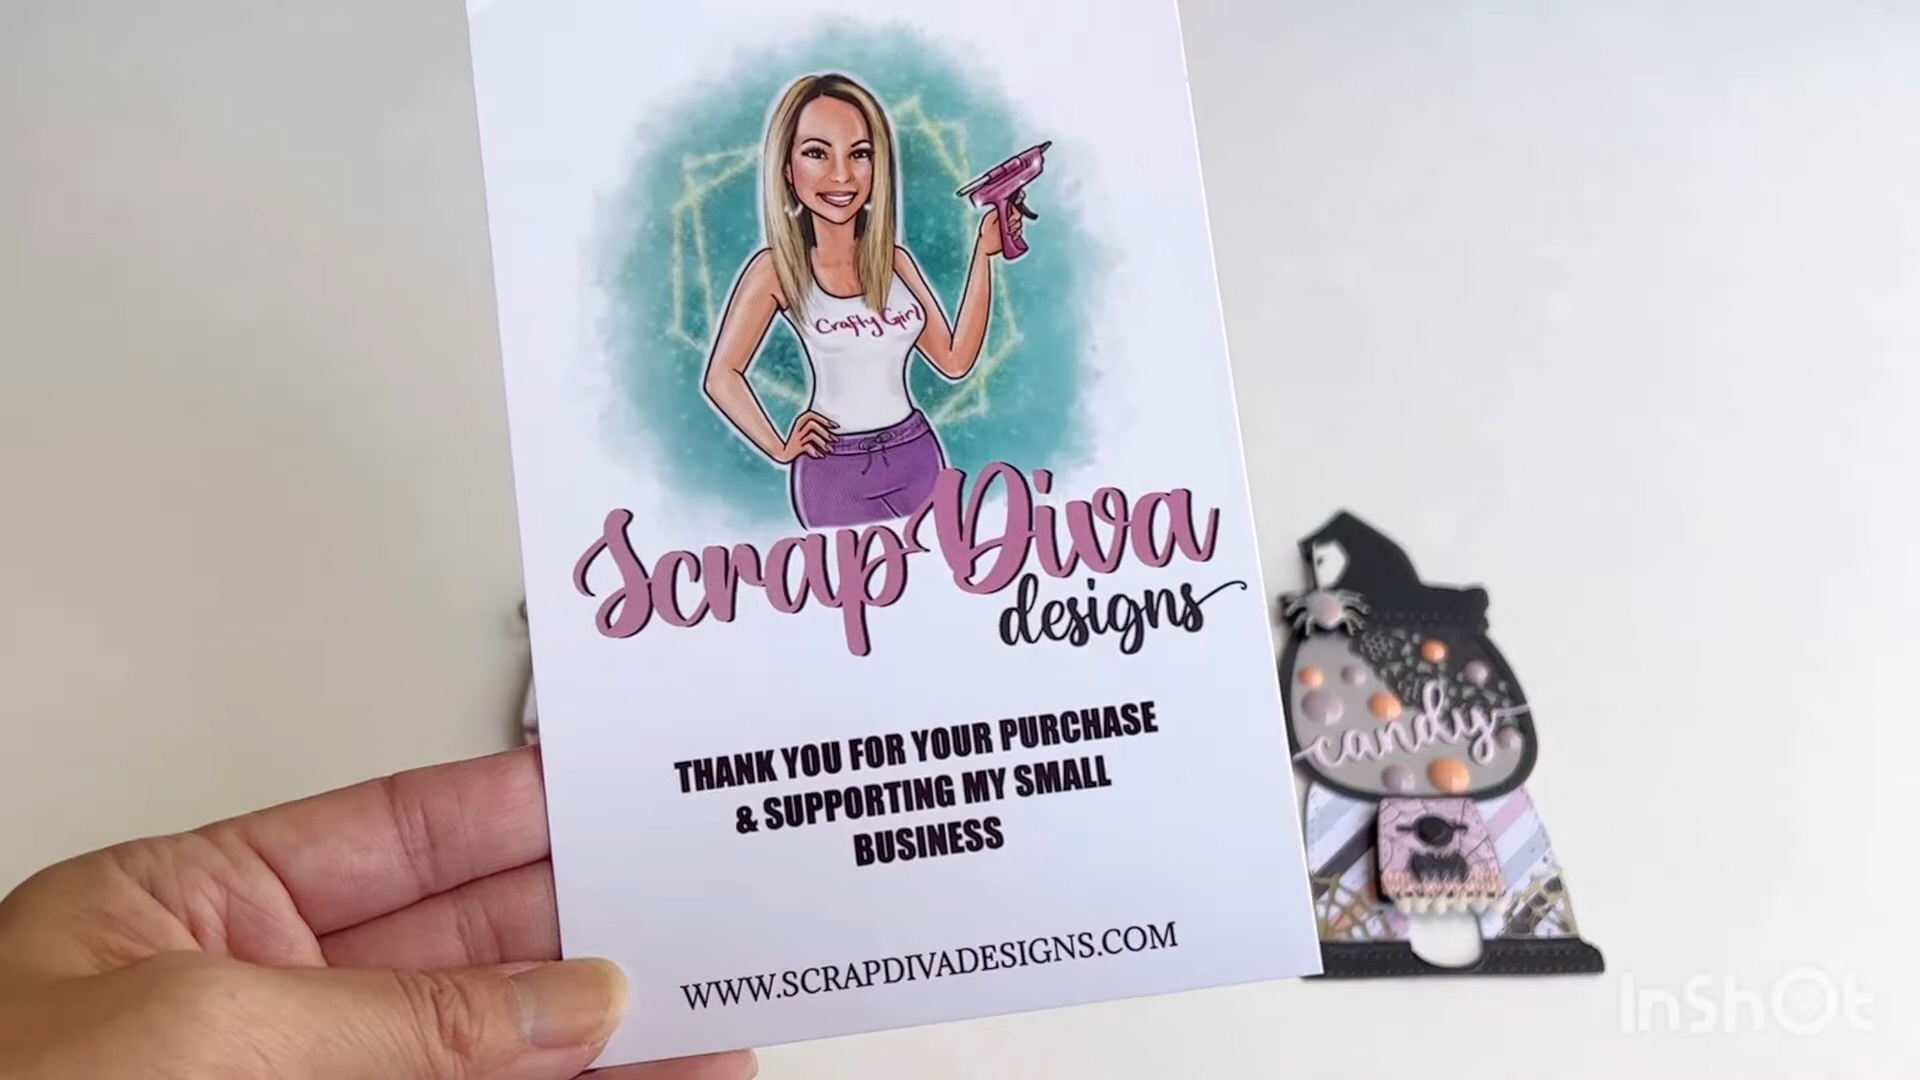 Crafty Girl
Scrap Diva
designs
THANK YOU FOR YOUR PURCHASE
& SUPPORTING MY SMALL
BUSINESS
WWW.SCRAPDIVADESIGNS.COM
candy
InShOt